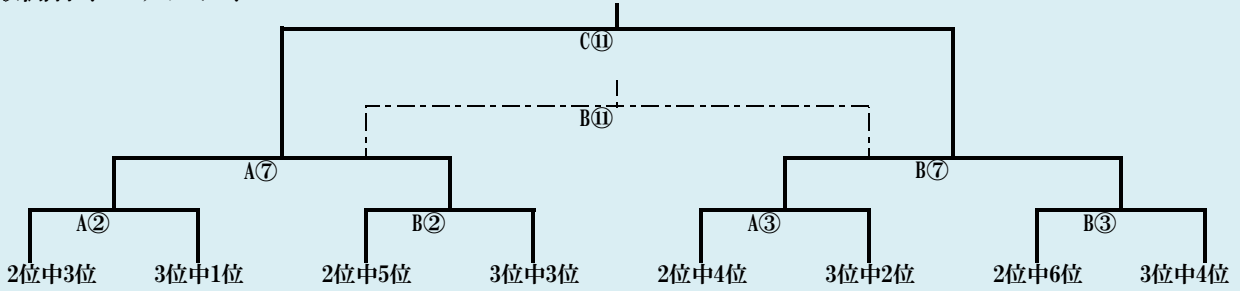 C⑪
B⑪
A⑦ B⑦
A② B② A③ B③
2位中3位 3位中1位 2位中5位 3位中3位 2位中4位 3位中2位 2位中6位 3位中4位